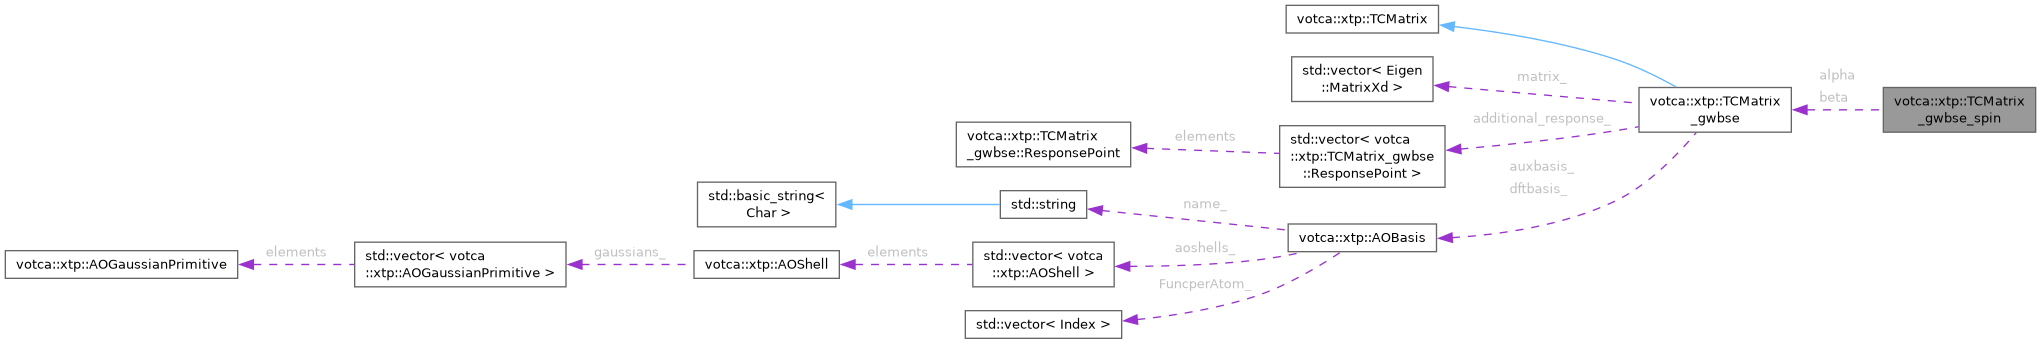 votca::xtp::TCMatrix
std::vector< Eigen
::MatrixXd >
matrix_
alpha
beta
votca::xtp::TCMatrix
_gwbse
votca::xtp::TCMatrix
_gwbse_spin
additional_response_
votca::xtp::TCMatrix
_gwbse::ResponsePoint
elements
std::vector< votca
::xtp::TCMatrix_gwbse
::ResponsePoint >
auxbasis_
dftbasis_
std::basic_string<
Char >
std::string
name_
votca::xtp::AOBasis
votca::xtp::AOGaussianPrimitive
elements
std::vector< votca
::xtp::AOGaussianPrimitive >
gaussians_
votca::xtp::AOShell
elements
std::vector< votca
::xtp::AOShell >
aoshells_
FuncperAtom_
std::vector< Index >